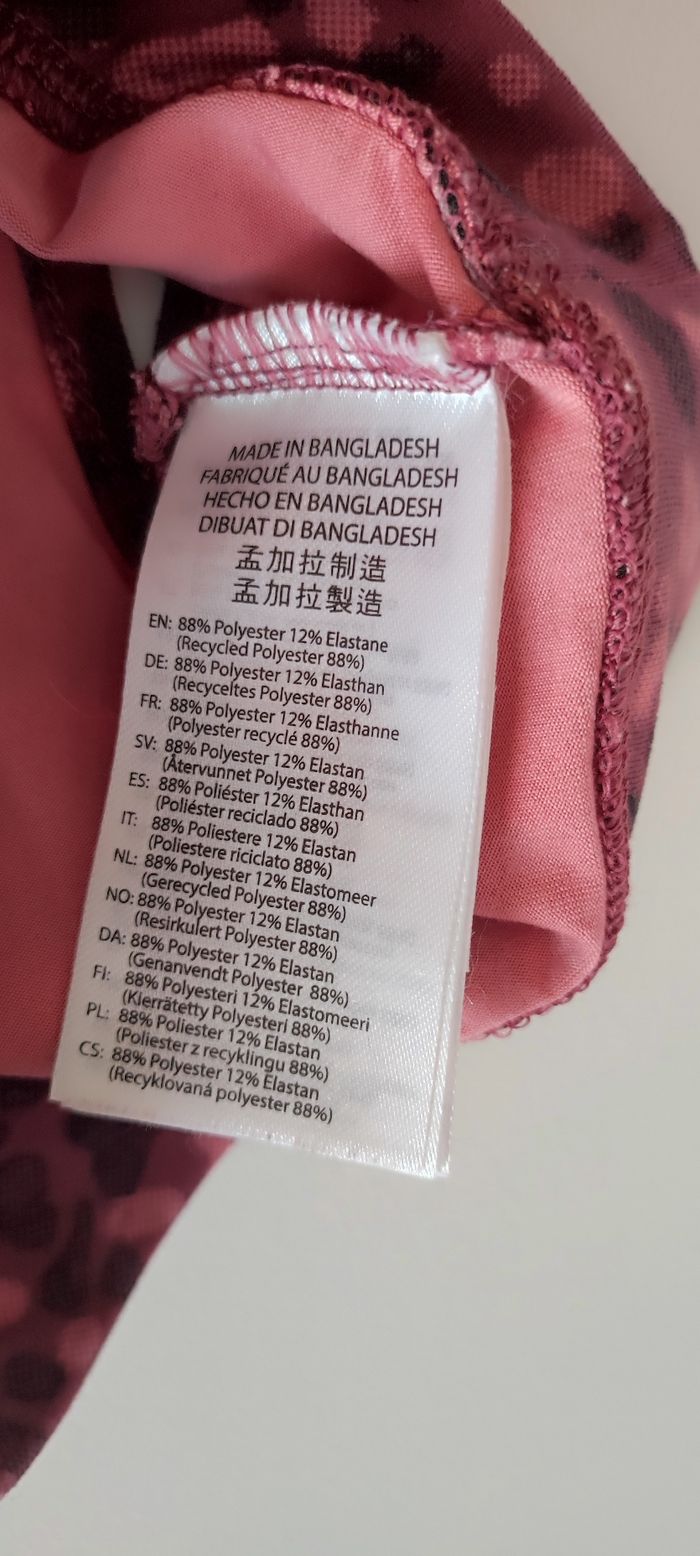 MADE IN BANGLADESH
FABRIQUÉ AU BANGLADESH
HECHO EN BANGLADESH
DIBUAT DI BANGLADESH
孟加拉制造
孟加拉製造
EN: 88% Polyester 12% Elastane
(Recycled Polyester 88%)
DE: 88% Polyester 12% Elasthan
(Recyceltes Polyester 88%)
FR: 88% Polyester 12% Elasthanne
(Polyester recyclé 88%)
SV: 88% Polyester 12% Elastan
(Återvunnet Polyester 88%)
ES: 88% Poliéster 12% Elasthan
(Poliéster reciclado 88%)
IT: 88% Poliestere 12% Elastan
(Poliestere riciclato 88%)
NL: 88% Polyester 12% Elastomeer
(Gerecycled Polyester 88%)
NO: 88% Polyester 12% Elastan
(Resirkulert Polyester 88%)
DA: 88% Polyester 12% Elastan
(Genanvendt Polyester 88%)
FI: 88% Polyesteri 12% Elastomeeri
(Kierrätetty Polyesteri 88%)
PL: 88% Poliester 12% Elastan
(Poliester z recyklingu 88%)
CS: 88% Polyester 12% Elastan
(Recyklovaná polyester 88%)